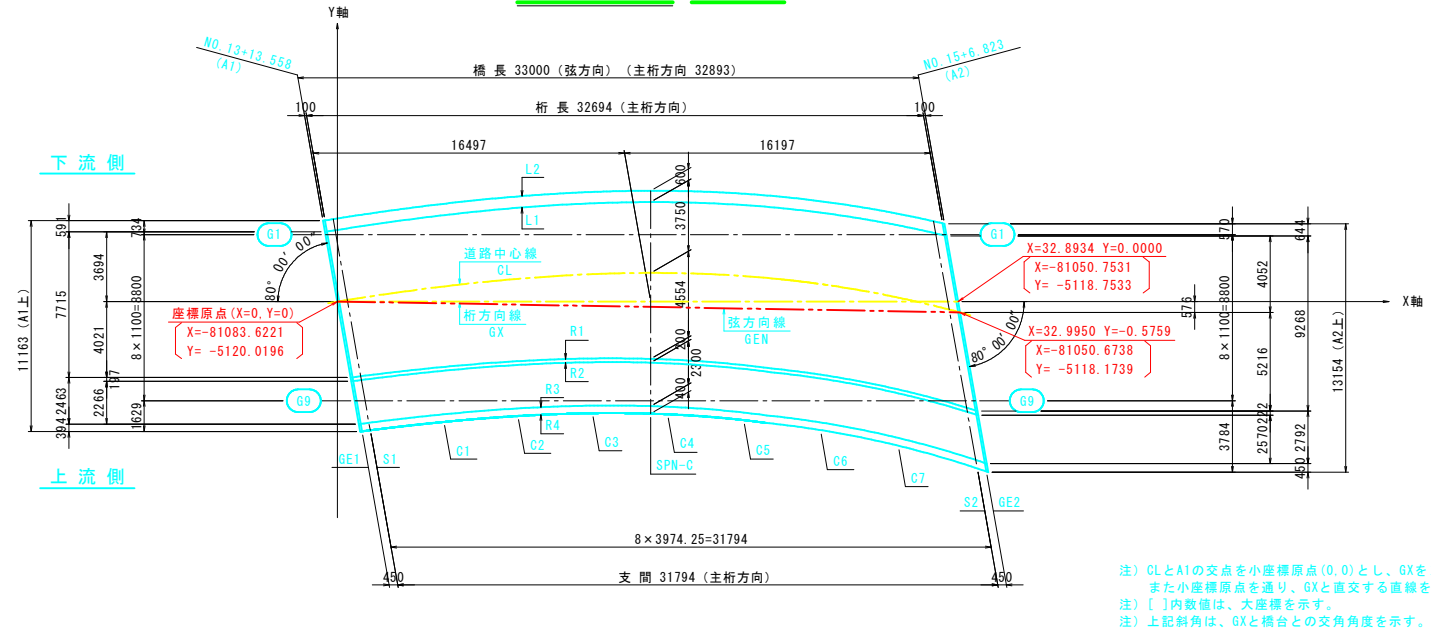 Y軸
NO.13+13.558
(A1)
NO.15+6.823
(A2)
橋 長 33000 (弦方向) (主桁方向 32893)
100
桁 長 32694 (主桁方向)
100
16497
16197
下 流 側
L2
L1
600
3750
4554
200
2300
400
G1
G1
80° 00′ 00″
道路中心線
CL
X=32.8934 Y=0.0000
X=-81050.7531
Y= -5118.7533
X軸
座標原点(X=0,Y=0)
X=-81083.6221
Y= -5120.0196
桁方向線
GX
弦方向線
GEN
X=32.9950 Y=-0.5759
X=-81050.6738
Y= -5118.1739
80° 00′ 00″
R1
R2
R3
R4
G9
G9
11163 (A1上)
591
7715
2463
394
3694
4021
197
2266
734
8×1100=8800
1629
576
570
8×1100=8800
3784
4052
5216
222
2570
644
9268
2792
450
13154 (A2上)
C1
C2
C3
C4
C5
C6
C7
GE1
S1
SPN-C
S2
GE2
上 流 側
8×3974.25=31794
450
支 間 31794 (主桁方向)
450
注) CLとA1の交点を小座標原点(0.0)とし、GXを
また小座標原点を通り、GXと直交する直線を
注) [ ]内数値は、大座標を示す。
注) 上記斜角は、GXと橋台との交角角度を示す。